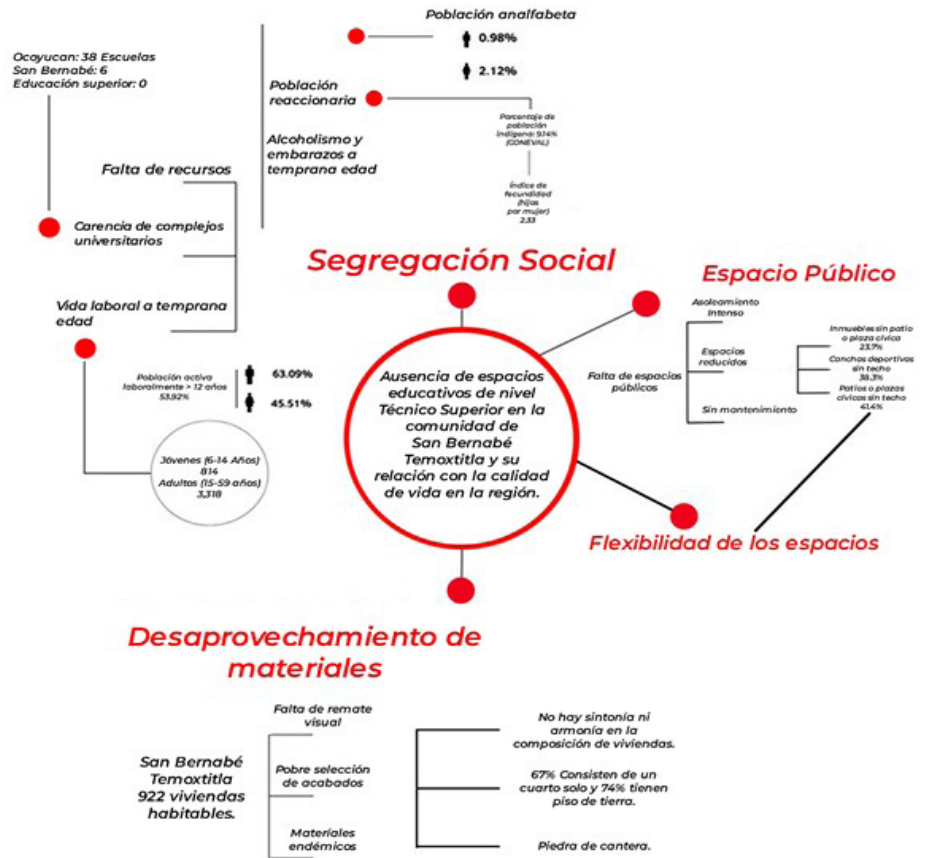 Población analfabeta
0.98%
2.12%
Ocoyucan: 38 Escuelas
San Bernabé: 6
Educación superior: 0
Población
reaccionaria
Alcoholismo y
embarazos a
temprana edad
Porcentaje de
población
indígena: 9.14%
(CONEVAL)
Índice de
fecundidad
(hijos
por mujer)
2.33
Falta de recursos
Carencia de complejos
universitarios
Vida laboral a temprana
edad
Población activa
laboralmente > 12 años
53.92%
63.09%
45.51%
Jóvenes (6-14 Años)
814
Adultos (15-59 años)
3,318
Segregación Social
Espacio Público
Asoleamiento
Intenso
Espacios
reducidos
Falta de espacios
públicos
Sin mantenimiento
Inmuebles sin patio
o plaza cívica
23.7%
Canchas deportivas
sin techo
38.3%
Patios o plazas
cívicas sin techo
41.4%
Ausencia de espacios
educativos de nivel
Técnico Superior en la
comunidad de
San Bernabé
Temoxtitla y su
relación con la calidad
de vida en la región.
Flexibilidad de los espacios
Desaprovechamiento de
materiales
San Bernabé
Temoxtitla
922 viviendas
habitables.
Falta de remate
visual
Pobre selección
de acabados
Materíales
endémicos
No hay sintonía ni
armonía en la
composición de viviendas.
67% Consisten de un
cuarto solo y 74% tienen
piso de tierra.
Piedra de cantera.